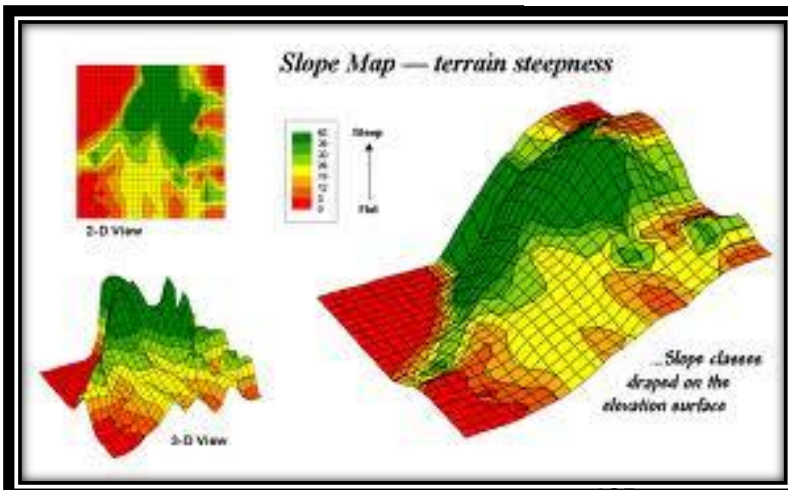 Slope Map — terrain steepness
Steep
Flat
2-D View
3-D View
...Slope classes
draped on the
elevation surface